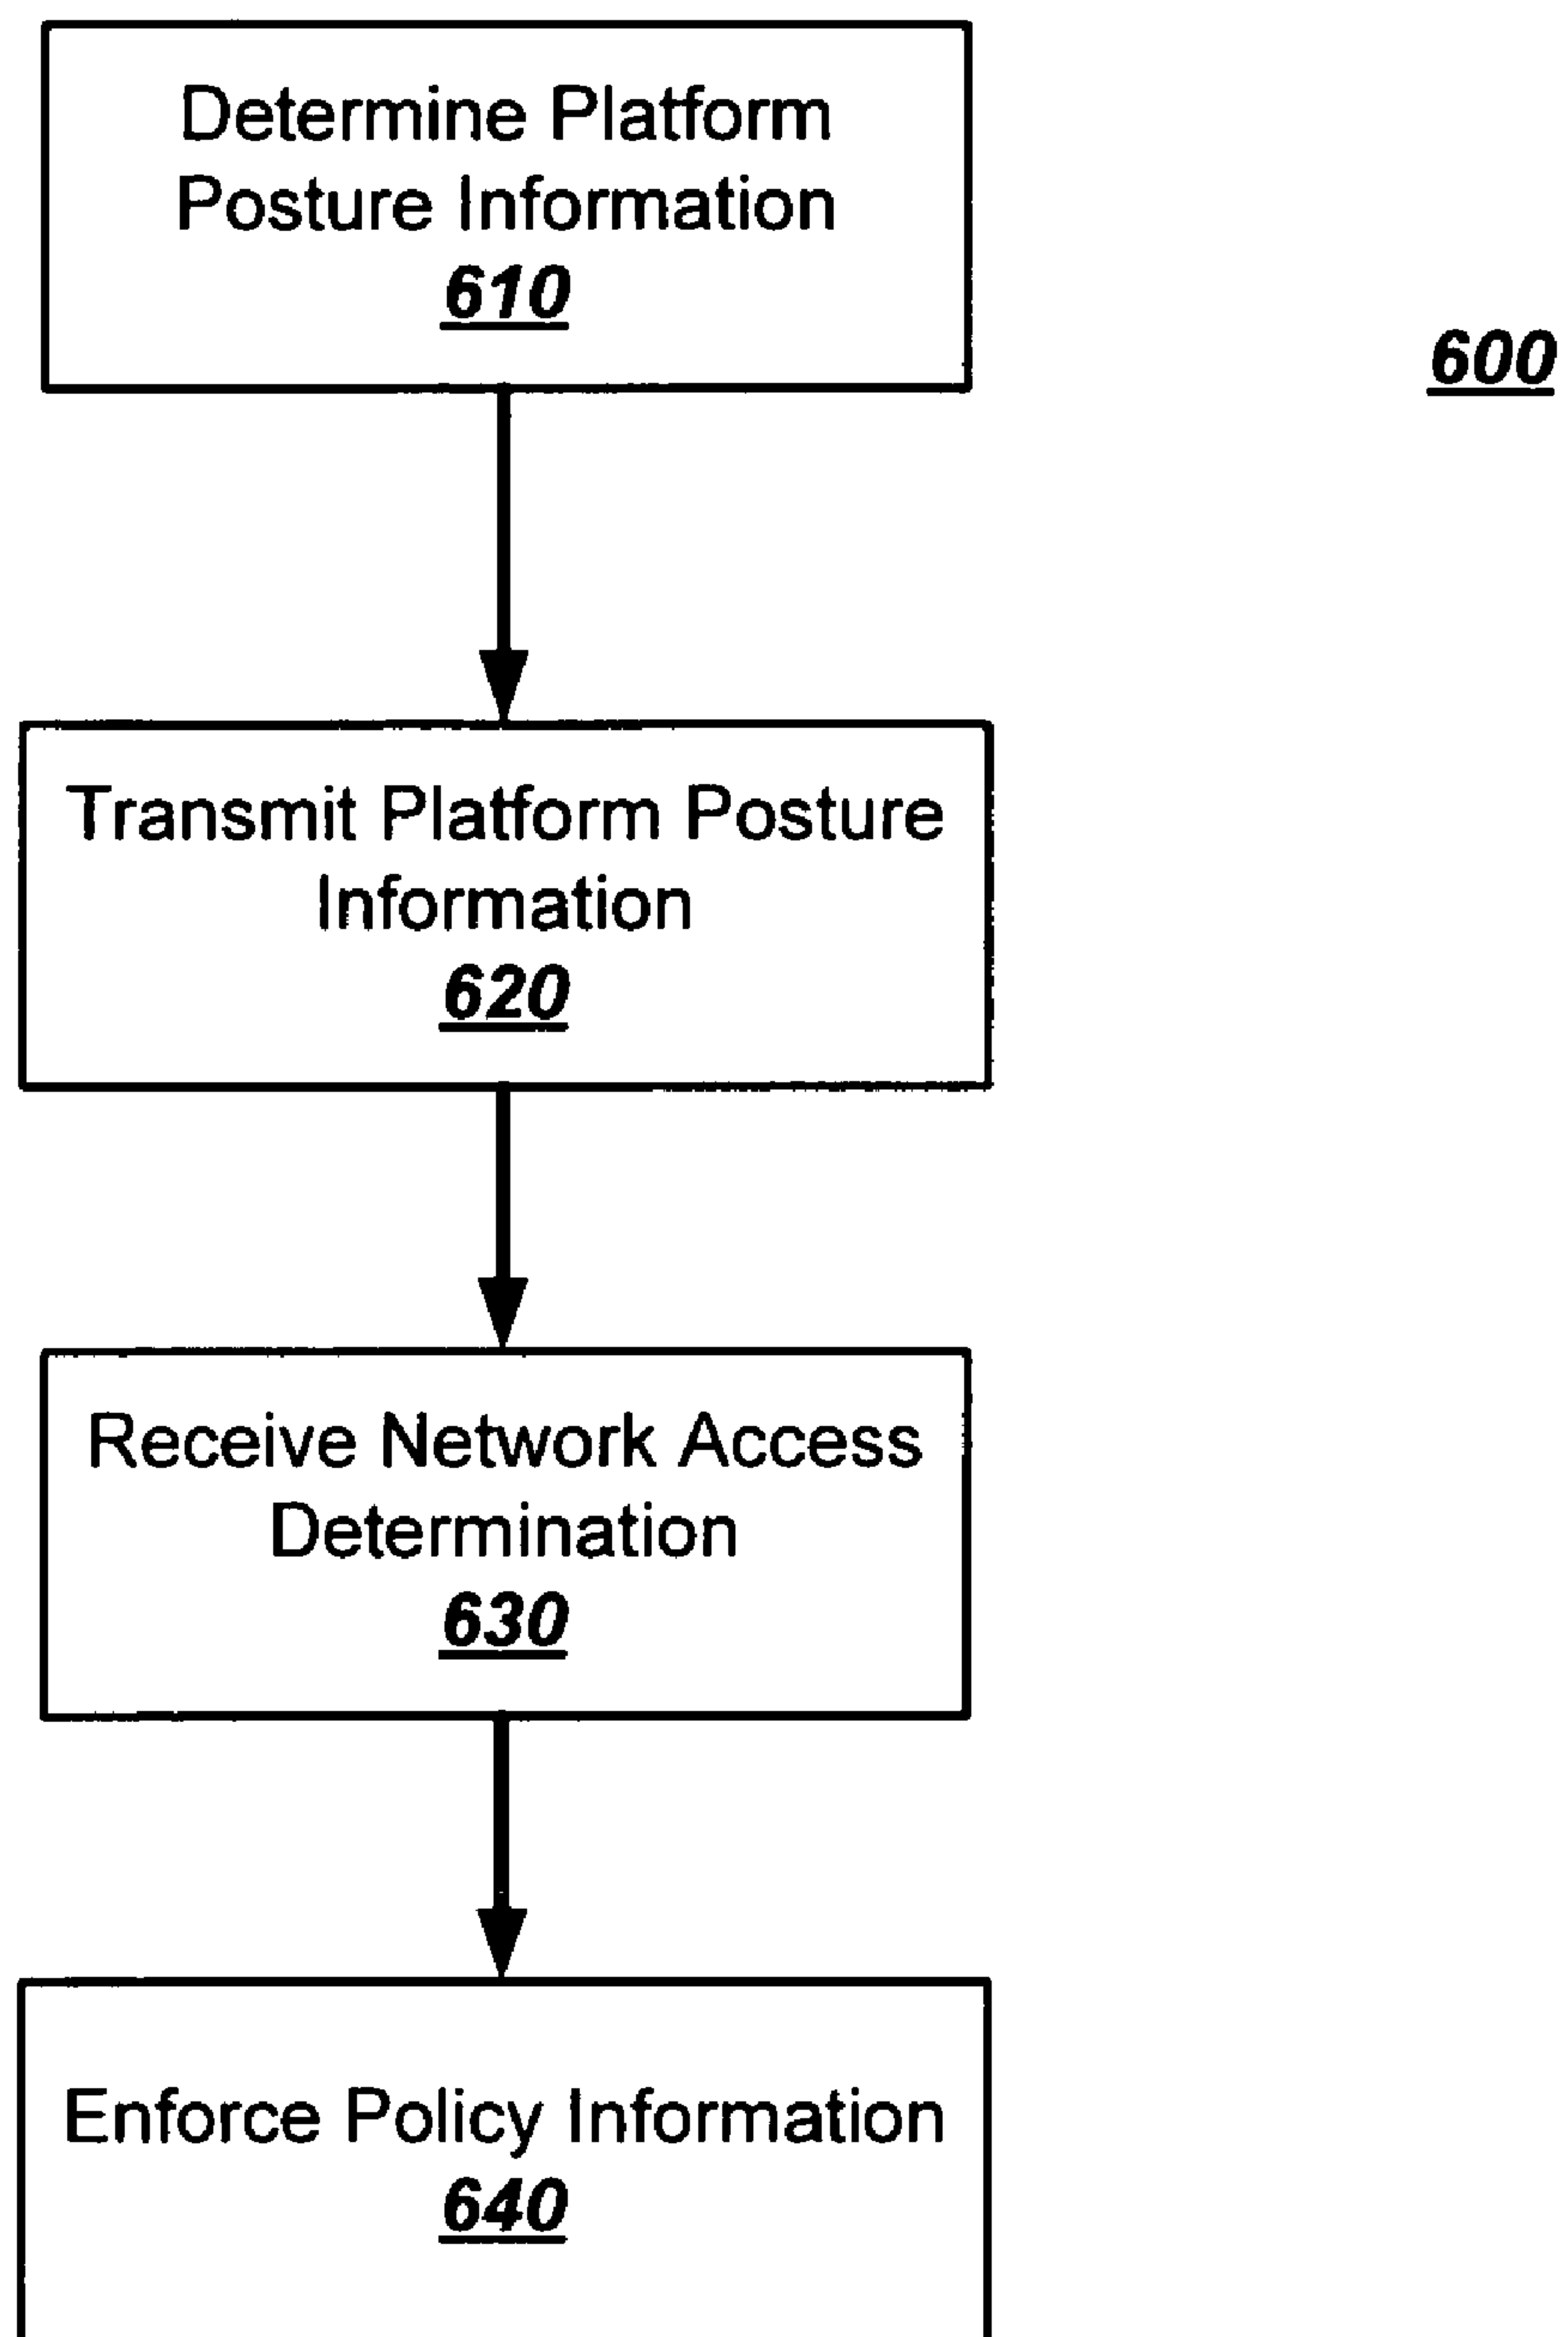 Determine Platform
Posture Information
610
600
Transmit Platform Posture
Information
620
Receive Network Access
Determination
630
Enforce Policy Information
640